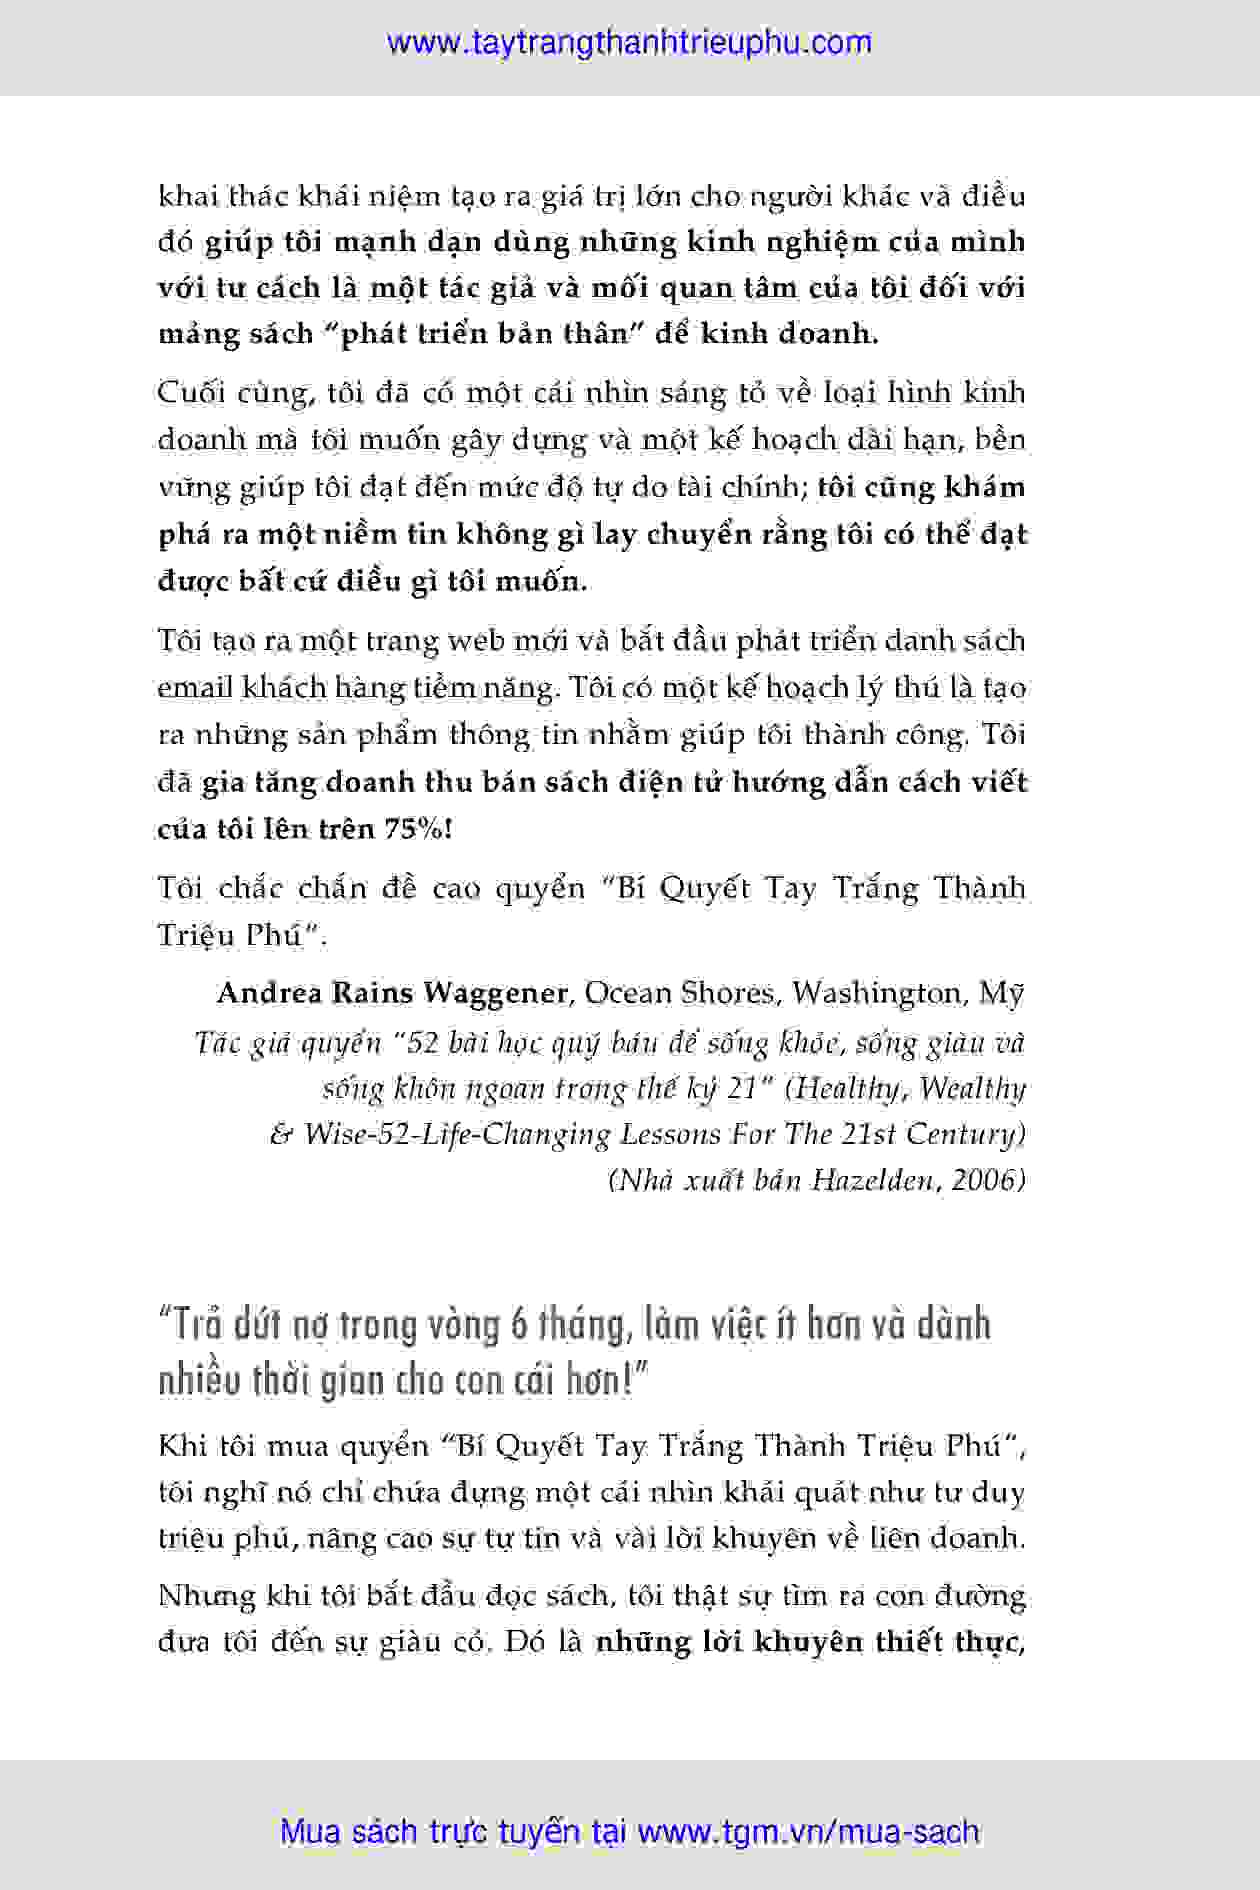 www.taytrangthanhtrieuphu.com
khai thác khái niệm tạo ra giá trị lớn cho người khác và điều
đó giúp tôi mạnh dạn dùng những kinh nghiệm của mình
với tư cách là một tác giả và mối quan tâm của tôi đối với
mảng sách “phát triển bản thân” để kinh doanh.
Cuối cùng, tôi đã có một cái nhìn sáng tỏ về loại hình kinh
doanh mà tôi muốn gây dựng và một kế hoạch dài hạn, bền
vững giúp tôi đạt đến mức độ tự do tài chính; tôi cũng khám
phá ra một niềm tin không gì lay chuyển rằng tôi có thể đạt
được bất cứ điều gì tôi muốn.
Tôi tạo ra một trang web mới và bắt đầu phát triển danh sách
email khách hàng tiềm năng. Tôi có một kế hoạch lý thú là tạo
ra những sản phẩm thông tin nhằm giúp tôi thành công. Tôi
đã gia tăng doanh thu bán sách điện tử hướng dẫn cách viết
của tôi lên trên 75%!
Tôi chắc chắn đề cao quyển “Bí Quyết Tay Trắng Thành
Triệu Phú”.
Andrea Rains Waggener, Ocean Shores, Washington, Mỹ
Tác giả quyển “52 bài học quý báu để sống khỏe, sống giàu và
sống khôn ngoan trong thế kỷ 21” (Healthy, Wealthy
& Wise-52-Life-Changing Lessons For The 21st Century)
(Nhà xuất bản Hazelden, 2006)
“Trả dứt nợ trong vòng 6 tháng, làm việc ít hơn và dành
nhiều thời gian cho con cái hơn!”
Khi tôi mua quyển “Bí Quyết Tay Trắng Thành Triệu Phú”,
tôi nghĩ nó chỉ chứa đựng một cái nhìn khái quát như tư duy
triệu phú, nâng cao sự tự tin và vài lời khuyên về liên doanh.
Nhưng khi tôi bắt đầu đọc sách, tôi thật sự tìm ra con đường
đưa tôi đến sự giàu có. Đó là những lời khuyên thiết thực,
Mua sách trực tuyến tại www.tgm.vn/mua-sach